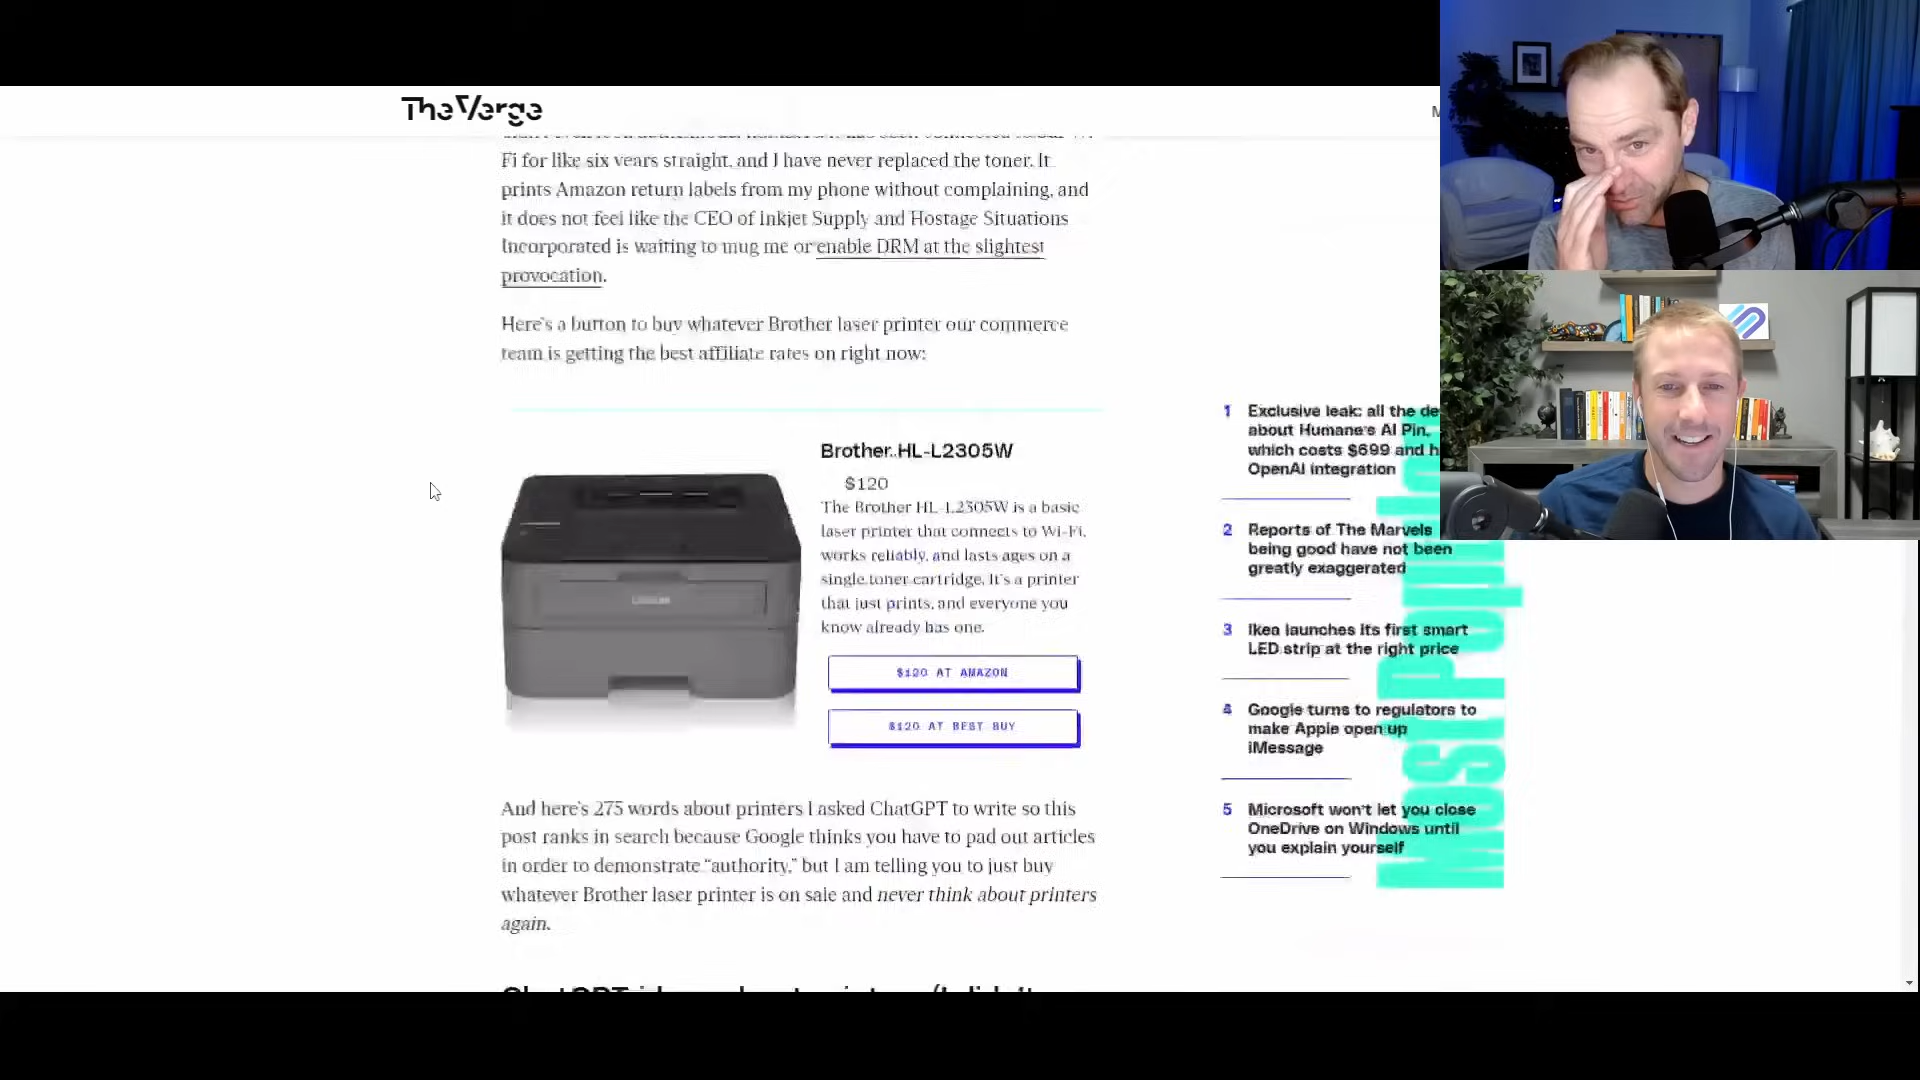 The Verge
Fi for like six years straight, and I have never replaced the toner. It
prints Amazon return labels from my phone without complaining, and
it does not feel like the CEO of Inkjet Supply and Hostage Situations
Incorporated is waiting to mug me or enable DRM at the slightest
provocation.
Here's a button to buy whatever Brother laser printer our commerce
team is getting the best affiliate rates on right now:
Brother HL-L2305W
$120
The Brother HL-L2305W is a basic
laser printer that connects to Wi-Fi,
works reliably, and lasts ages on a
single toner cartridge. It's a printer
that just prints, and everyone you
know already has one.
$120 AT AMAZON
$120 AT BEST BUY
And here's 275 words about printers I asked ChatGPT to write so this
post ranks in search because Google thinks you have to pad out articles
in order to demonstrate “authority,” but I am telling you to just buy
whatever Brother laser printer is on sale and never think about printers
again.
1 Exclusive leak: all the de
about Humane's AI Pin,
which costs $699 and h
OpenAI integration
2 Reports of The Marvels
being good have not been
greatly exaggerated
3 Ikea launches its first smart
LED strip at the right price
4 Google turns to regulators to
make Apple open up
iMessage
5 Microsoft won't let you close
OneDrive on Windows until
you explain yourself
Most Popu